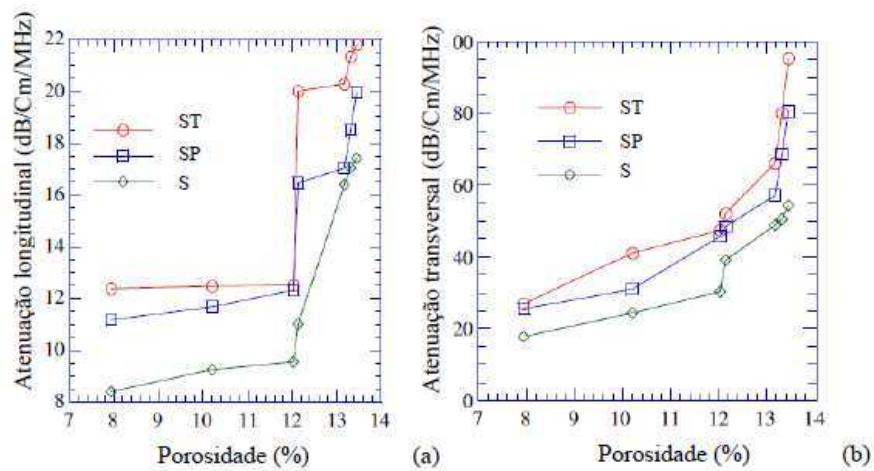 22
20
18
16
14
12
10
8
7 8 9 10 11 12 13 14
Atenuação longitudinal (dB/Cm/MHz)
ST
SP
S
Porosidade (%)
(a)
00
80
60
40
20
00
7 8 9 10 11 12 13 14
Atenuação transversal (dB/Cm/MHz)
ST
SP
S
Porosidade (%)
(b)